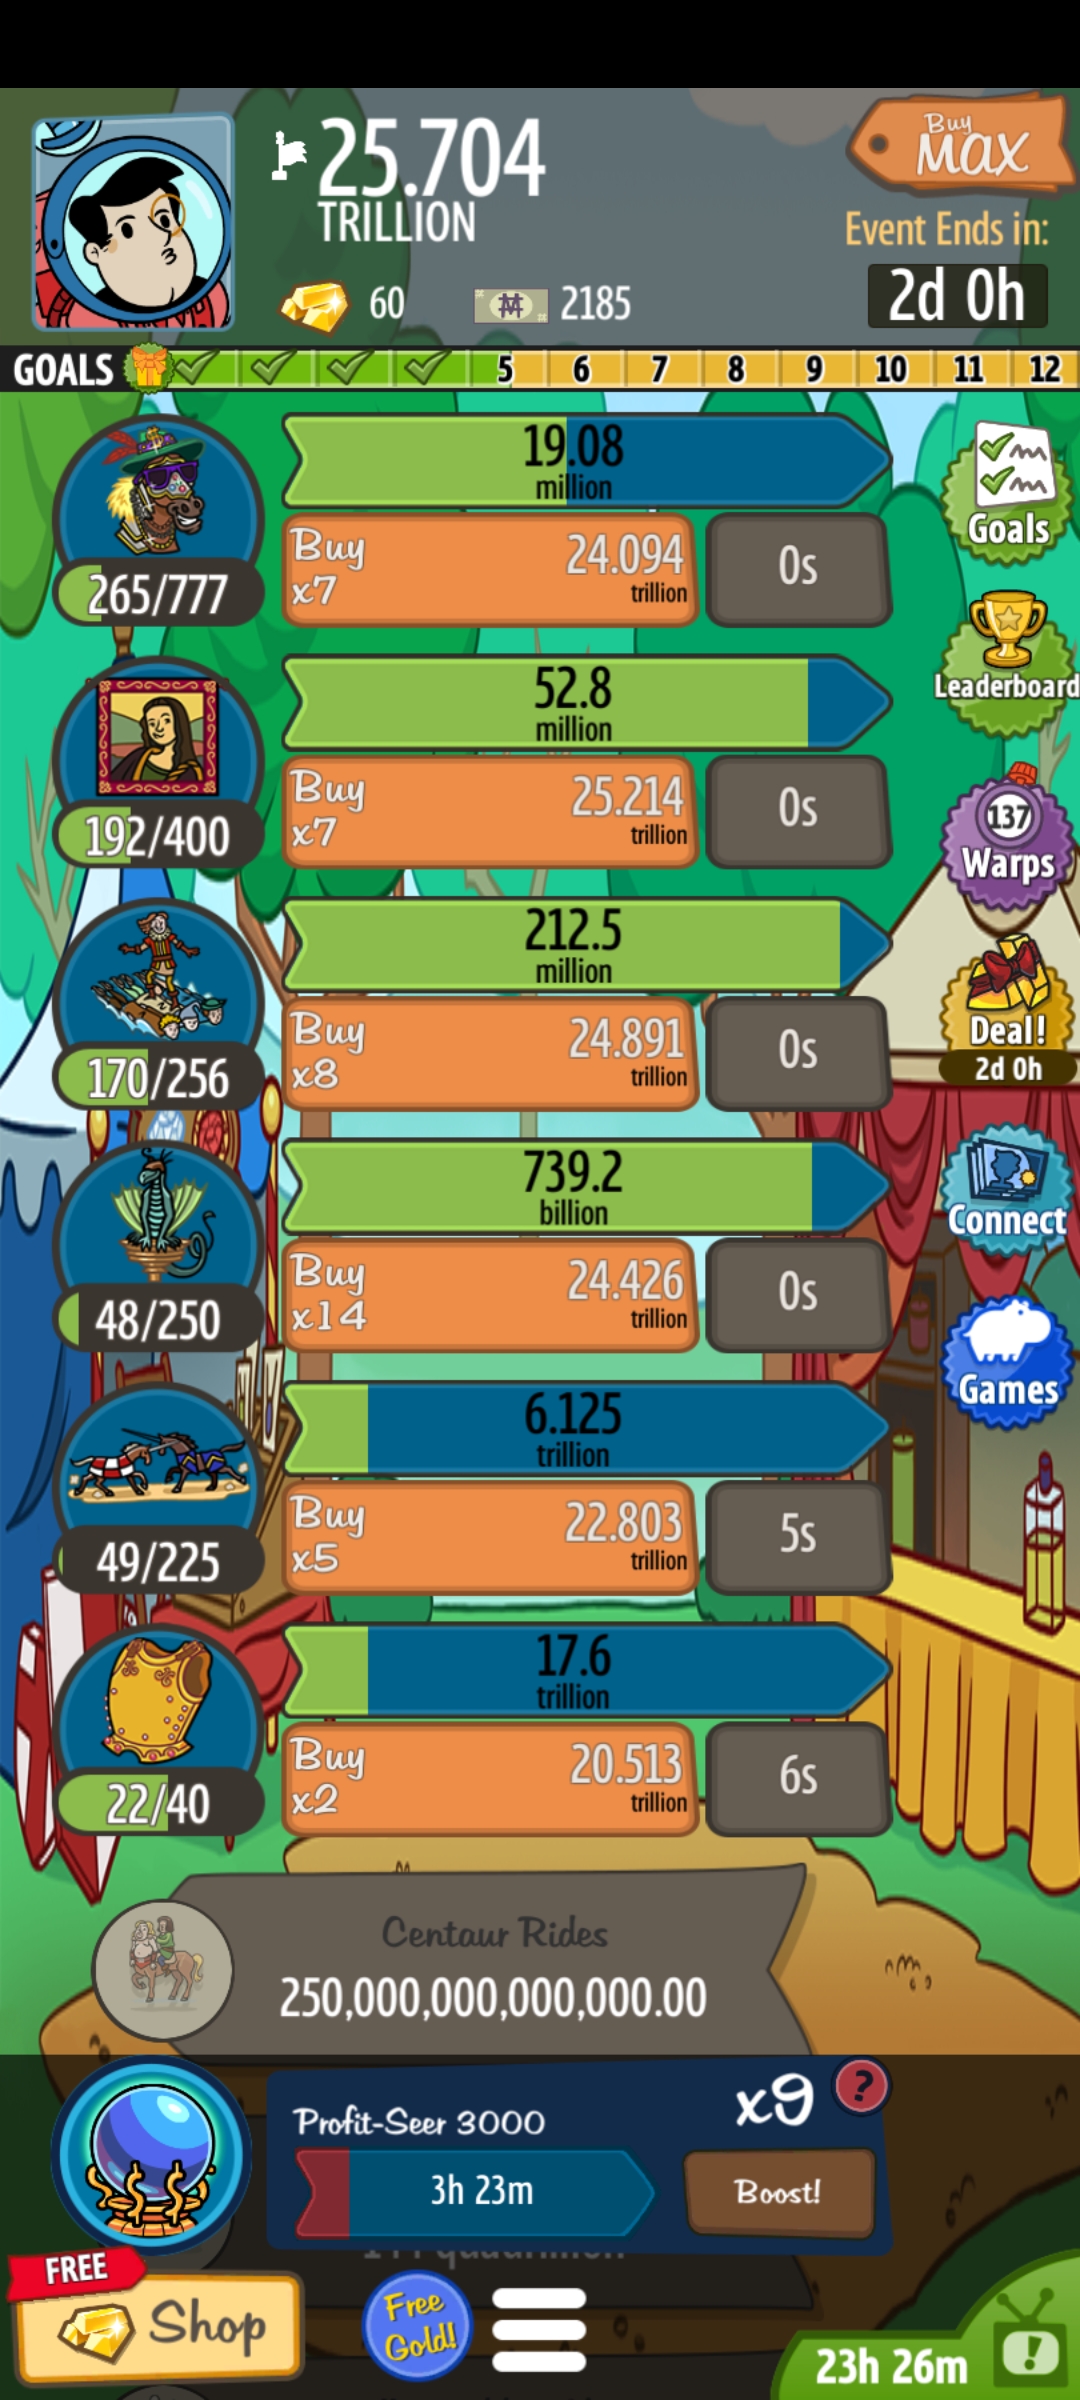 25.704
TRILLION
Buy
MAX
Event Ends in:
2d 0h
60
2185
GOALS 5 6 7 8 9 10 11 12
19.08
million
Buy
x7
24.094
trillion
0s
265/777
Goals
Leaderboard
52.8
million
Buy
x7
25.214
trillion
0s
192/400
137
Warps
212.5
million
Buy
x8
24.891
trillion
0s
170/256
Deal!
2d 0h
739.2
billion
Buy
x14
24.426
trillion
0s
48/250
Connect
Games
6.125
trillion
Buy
x5
22.803
trillion
5s
49/225
17.6
trillion
Buy
x2
20.513
trillion
6s
22/40
Centaur Rides
250,000,000,000,000.00
Profit-Seer 3000
x9
?
3h 23m
Boost!
FREE
Shop
Free
Gold!
23h 26m
!